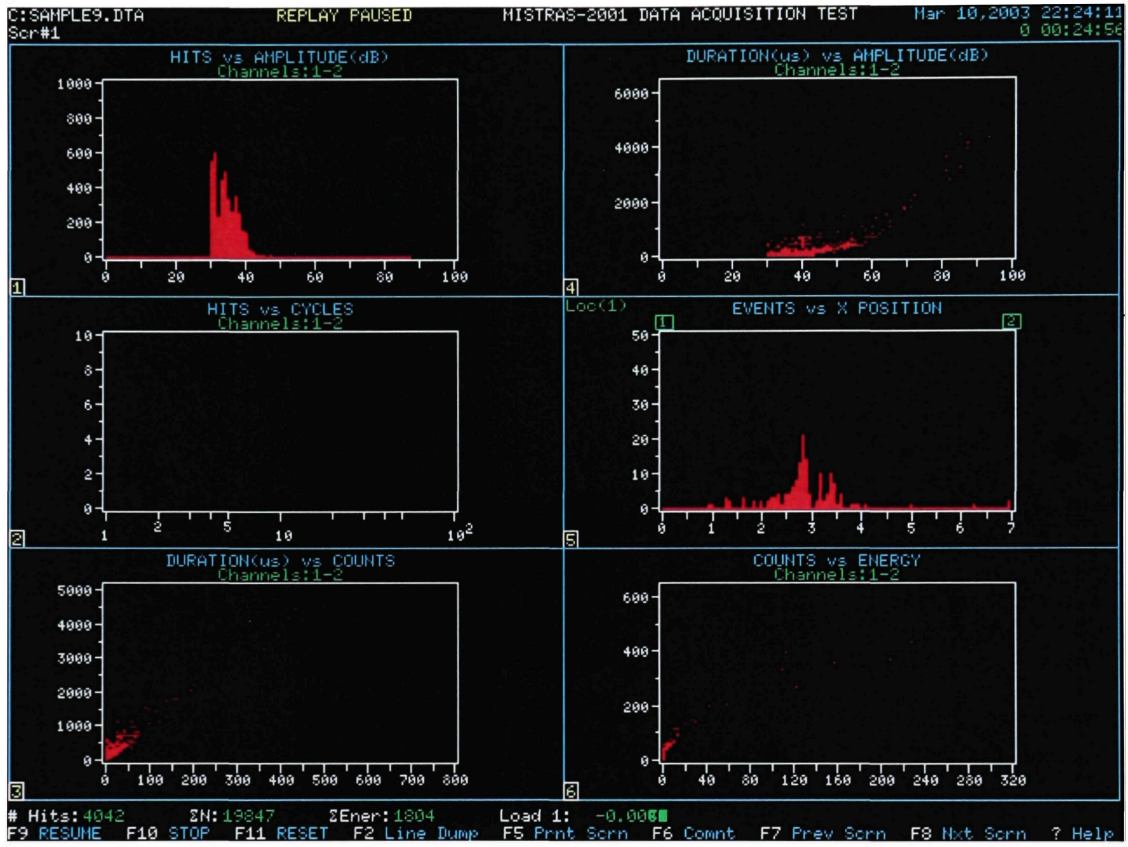 C:SAMPLE9.DTA REPLAY PAUSED MISTRAS-2001 DATA ACQUISITION TEST Mar 10,2003 22:24:11
Scr#1 0 00:24:56
HITS vs AMPLITUDE(dB)
Channels:1-2
1000
800
600
400
200
0
0 20 40 60 80 100
1
DURATION(us) vs AMPLITUDE(dB)
Channels:1-2
6000
4000
2000
0
0 20 40 60 80 100
4
HITS vs CYCLES
Channels:1-2
10
8
6
4
2
0
1 2 5 10 10²
2
Loc(1) EVENTS vs X POSITION
1 2
50
40
30
20
10
0
0 1 2 3 4 5 6 7
5
DURATION(us) vs COUNTS
Channels:1-2
5000
4000
3000
2000
1000
0
0 100 200 300 400 500 600 700 800
3
COUNTS vs ENERGY
Channels:1-2
600
400
200
0
0 40 80 120 160 200 240 280 320
6
# Hits:4042 ΣN:19847 ΣEner:1804 Load 1: -0.00
F9 RESUME F10 STOP F11 RESET F2 Line Dump F5 Prnt Scrn F6 Comnt F7 Prev Scrn F8 Nxt Scrn ? Help